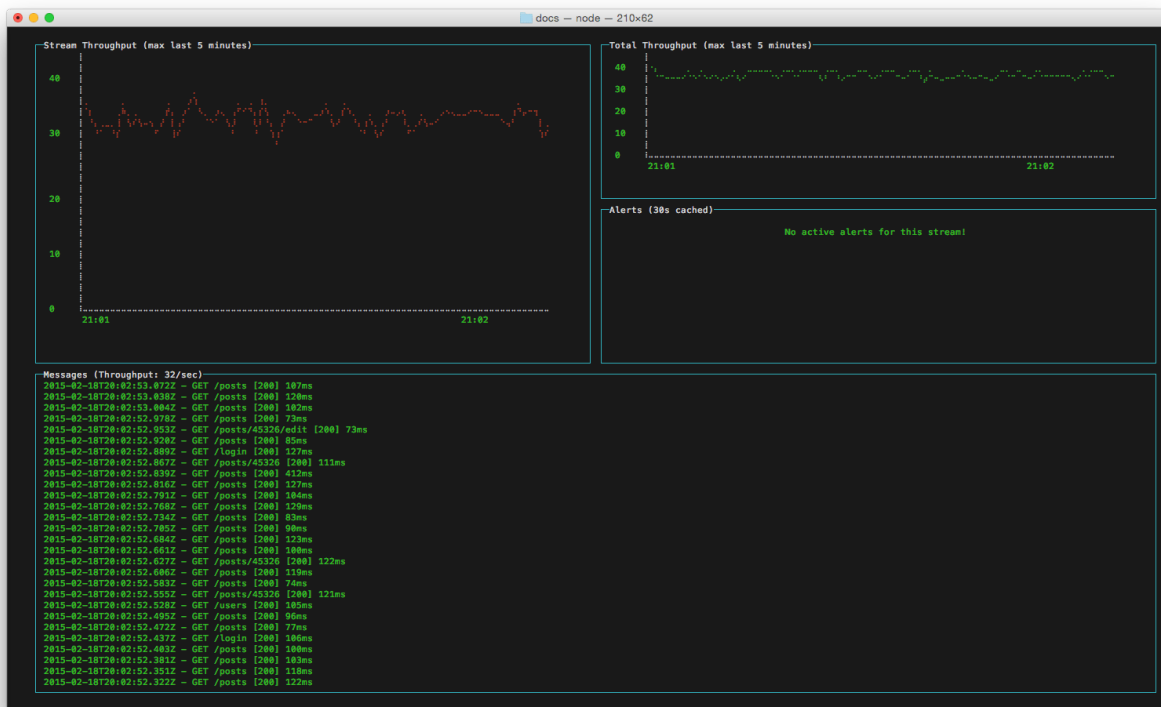 docs — node — 210×62
Stream Throughput (max last 5 minutes)
40
30
20
10
0
21:01 21:02
Total Throughput (max last 5 minutes)
40
30
20
10
0
21:01 21:02
Alerts (30s cached)
No active alerts for this stream!
Messages (Throughput: 32/sec)
2015-02-18T20:02:53.072Z - GET /posts [200] 107ms
2015-02-18T20:02:53.038Z - GET /posts [200] 120ms
2015-02-18T20:02:53.004Z - GET /posts [200] 102ms
2015-02-18T20:02:52.978Z - GET /posts [200] 73ms
2015-02-18T20:02:52.953Z - GET /posts/45326/edit [200] 73ms
2015-02-18T20:02:52.920Z - GET /posts [200] 85ms
2015-02-18T20:02:52.889Z - GET /login [200] 127ms
2015-02-18T20:02:52.867Z - GET /posts/45326 [200] 111ms
2015-02-18T20:02:52.839Z - GET /posts [200] 412ms
2015-02-18T20:02:52.816Z - GET /posts [200] 127ms
2015-02-18T20:02:52.791Z - GET /posts [200] 104ms
2015-02-18T20:02:52.768Z - GET /posts [200] 129ms
2015-02-18T20:02:52.734Z - GET /posts [200] 83ms
2015-02-18T20:02:52.705Z - GET /posts [200] 90ms
2015-02-18T20:02:52.684Z - GET /posts [200] 123ms
2015-02-18T20:02:52.661Z - GET /posts [200] 100ms
2015-02-18T20:02:52.627Z - GET /posts/45326 [200] 122ms
2015-02-18T20:02:52.606Z - GET /posts [200] 119ms
2015-02-18T20:02:52.583Z - GET /posts [200] 74ms
2015-02-18T20:02:52.555Z - GET /posts/45326 [200] 121ms
2015-02-18T20:02:52.528Z - GET /users [200] 105ms
2015-02-18T20:02:52.495Z - GET /posts [200] 96ms
2015-02-18T20:02:52.472Z - GET /posts [200] 77ms
2015-02-18T20:02:52.437Z - GET /login [200] 106ms
2015-02-18T20:02:52.403Z - GET /posts [200] 100ms
2015-02-18T20:02:52.381Z - GET /posts [200] 103ms
2015-02-18T20:02:52.351Z - GET /posts [200] 118ms
2015-02-18T20:02:52.322Z - GET /posts [200] 122ms